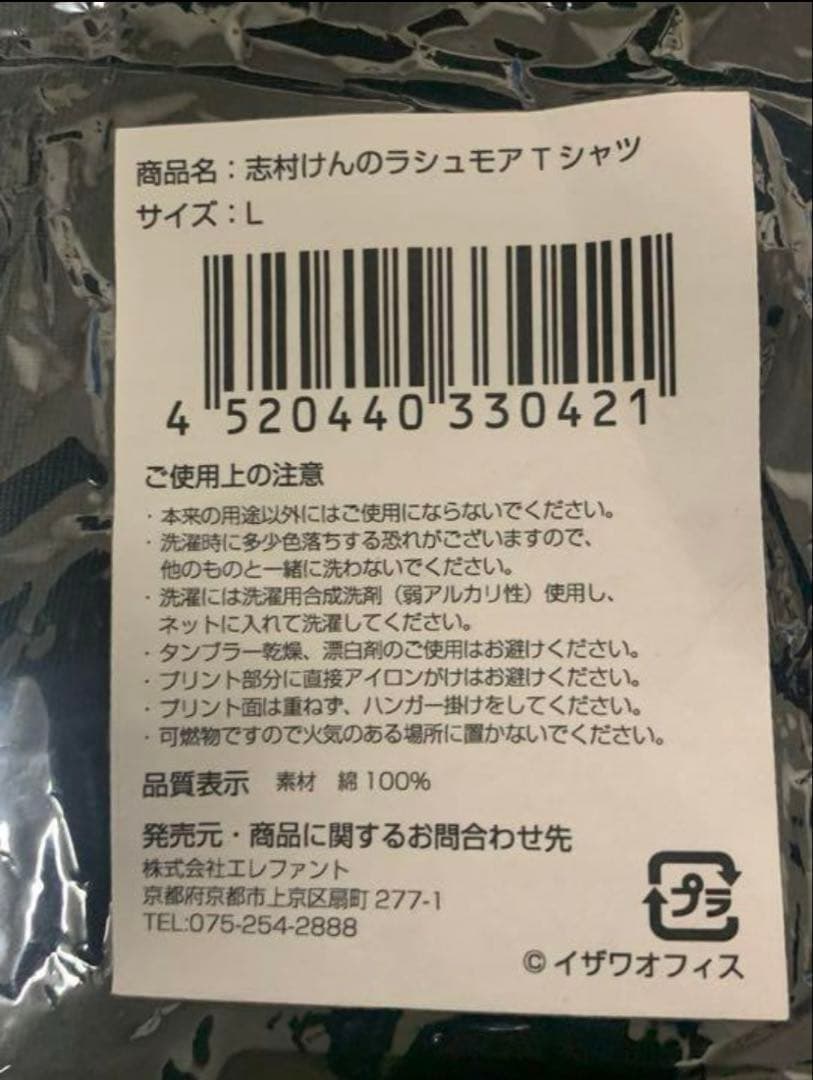 商品名：志村けんのラシュモアTシャツ
サイズ：L
4 520440 330421
ご使用上の注意
・本来の用途以外にはご使用にならないでください。
・洗濯時に多少色落ちする恐れがございますので、
他のものと一緒に洗わないでください。
・洗濯には洗濯用合成洗剤（弱アルカリ性）使用し、
ネットに入れて洗濯してください。
・タンブラー乾燥、漂白剤のご使用はお避けください。
・プリント部分に直接アイロンがけはお避けください。
・プリント面は重ねず、ハンガー掛けをしてください。
・可燃物ですので火気のある場所に置かないでください。
品質表示　素材　綿100%
発売元・商品に関するお問合わせ先
株式会社エレファント
京都府京都市上京区扇町 277-1
TEL:075-254-2888
プラ
© イザワオフィス